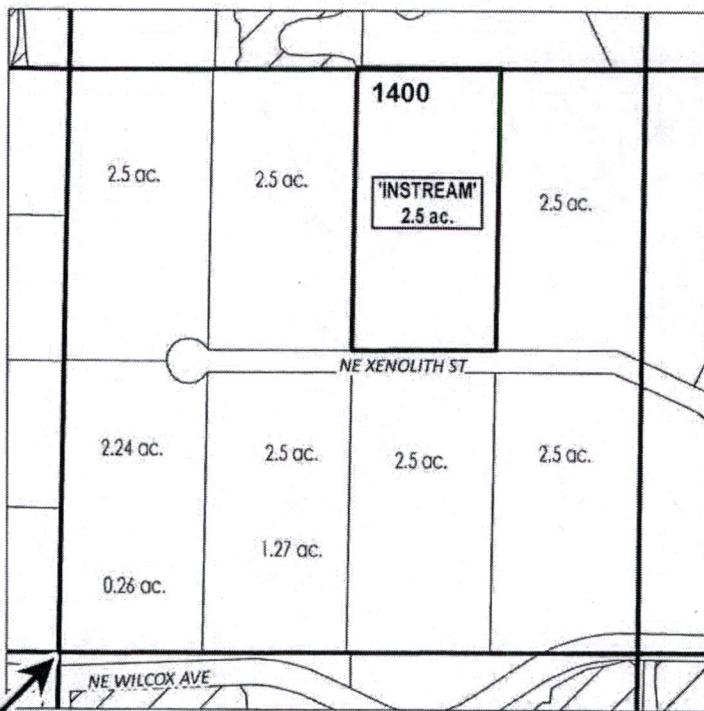 1400
2.5 ac.
2.5 ac.
'INSTREAM'
2.5 ac.
2.5 ac.
NE XENOLITH ST
2.24 ac.
2.5 ac.
2.5 ac.
2.5 ac.
1.27 ac.
0.26 ac.
NE WILCOX AVE